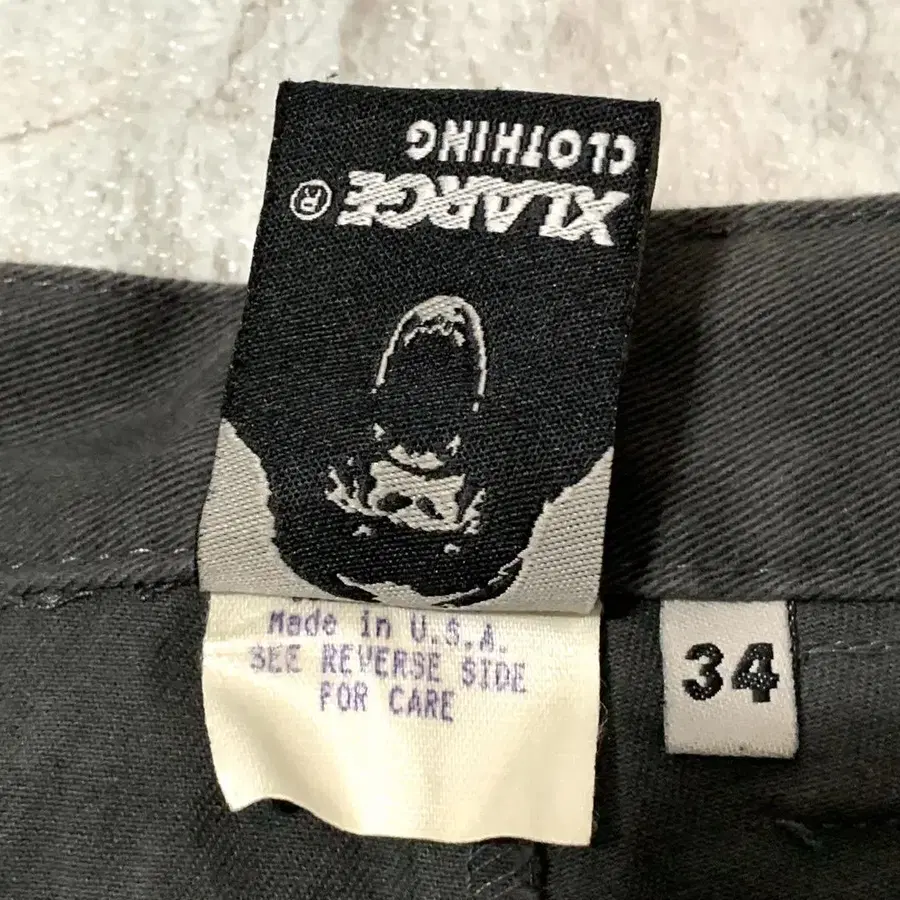 XLARGE ®
CLOTHING
Made in U.S.A.
SEE REVERSE SIDE
FOR CARE
34